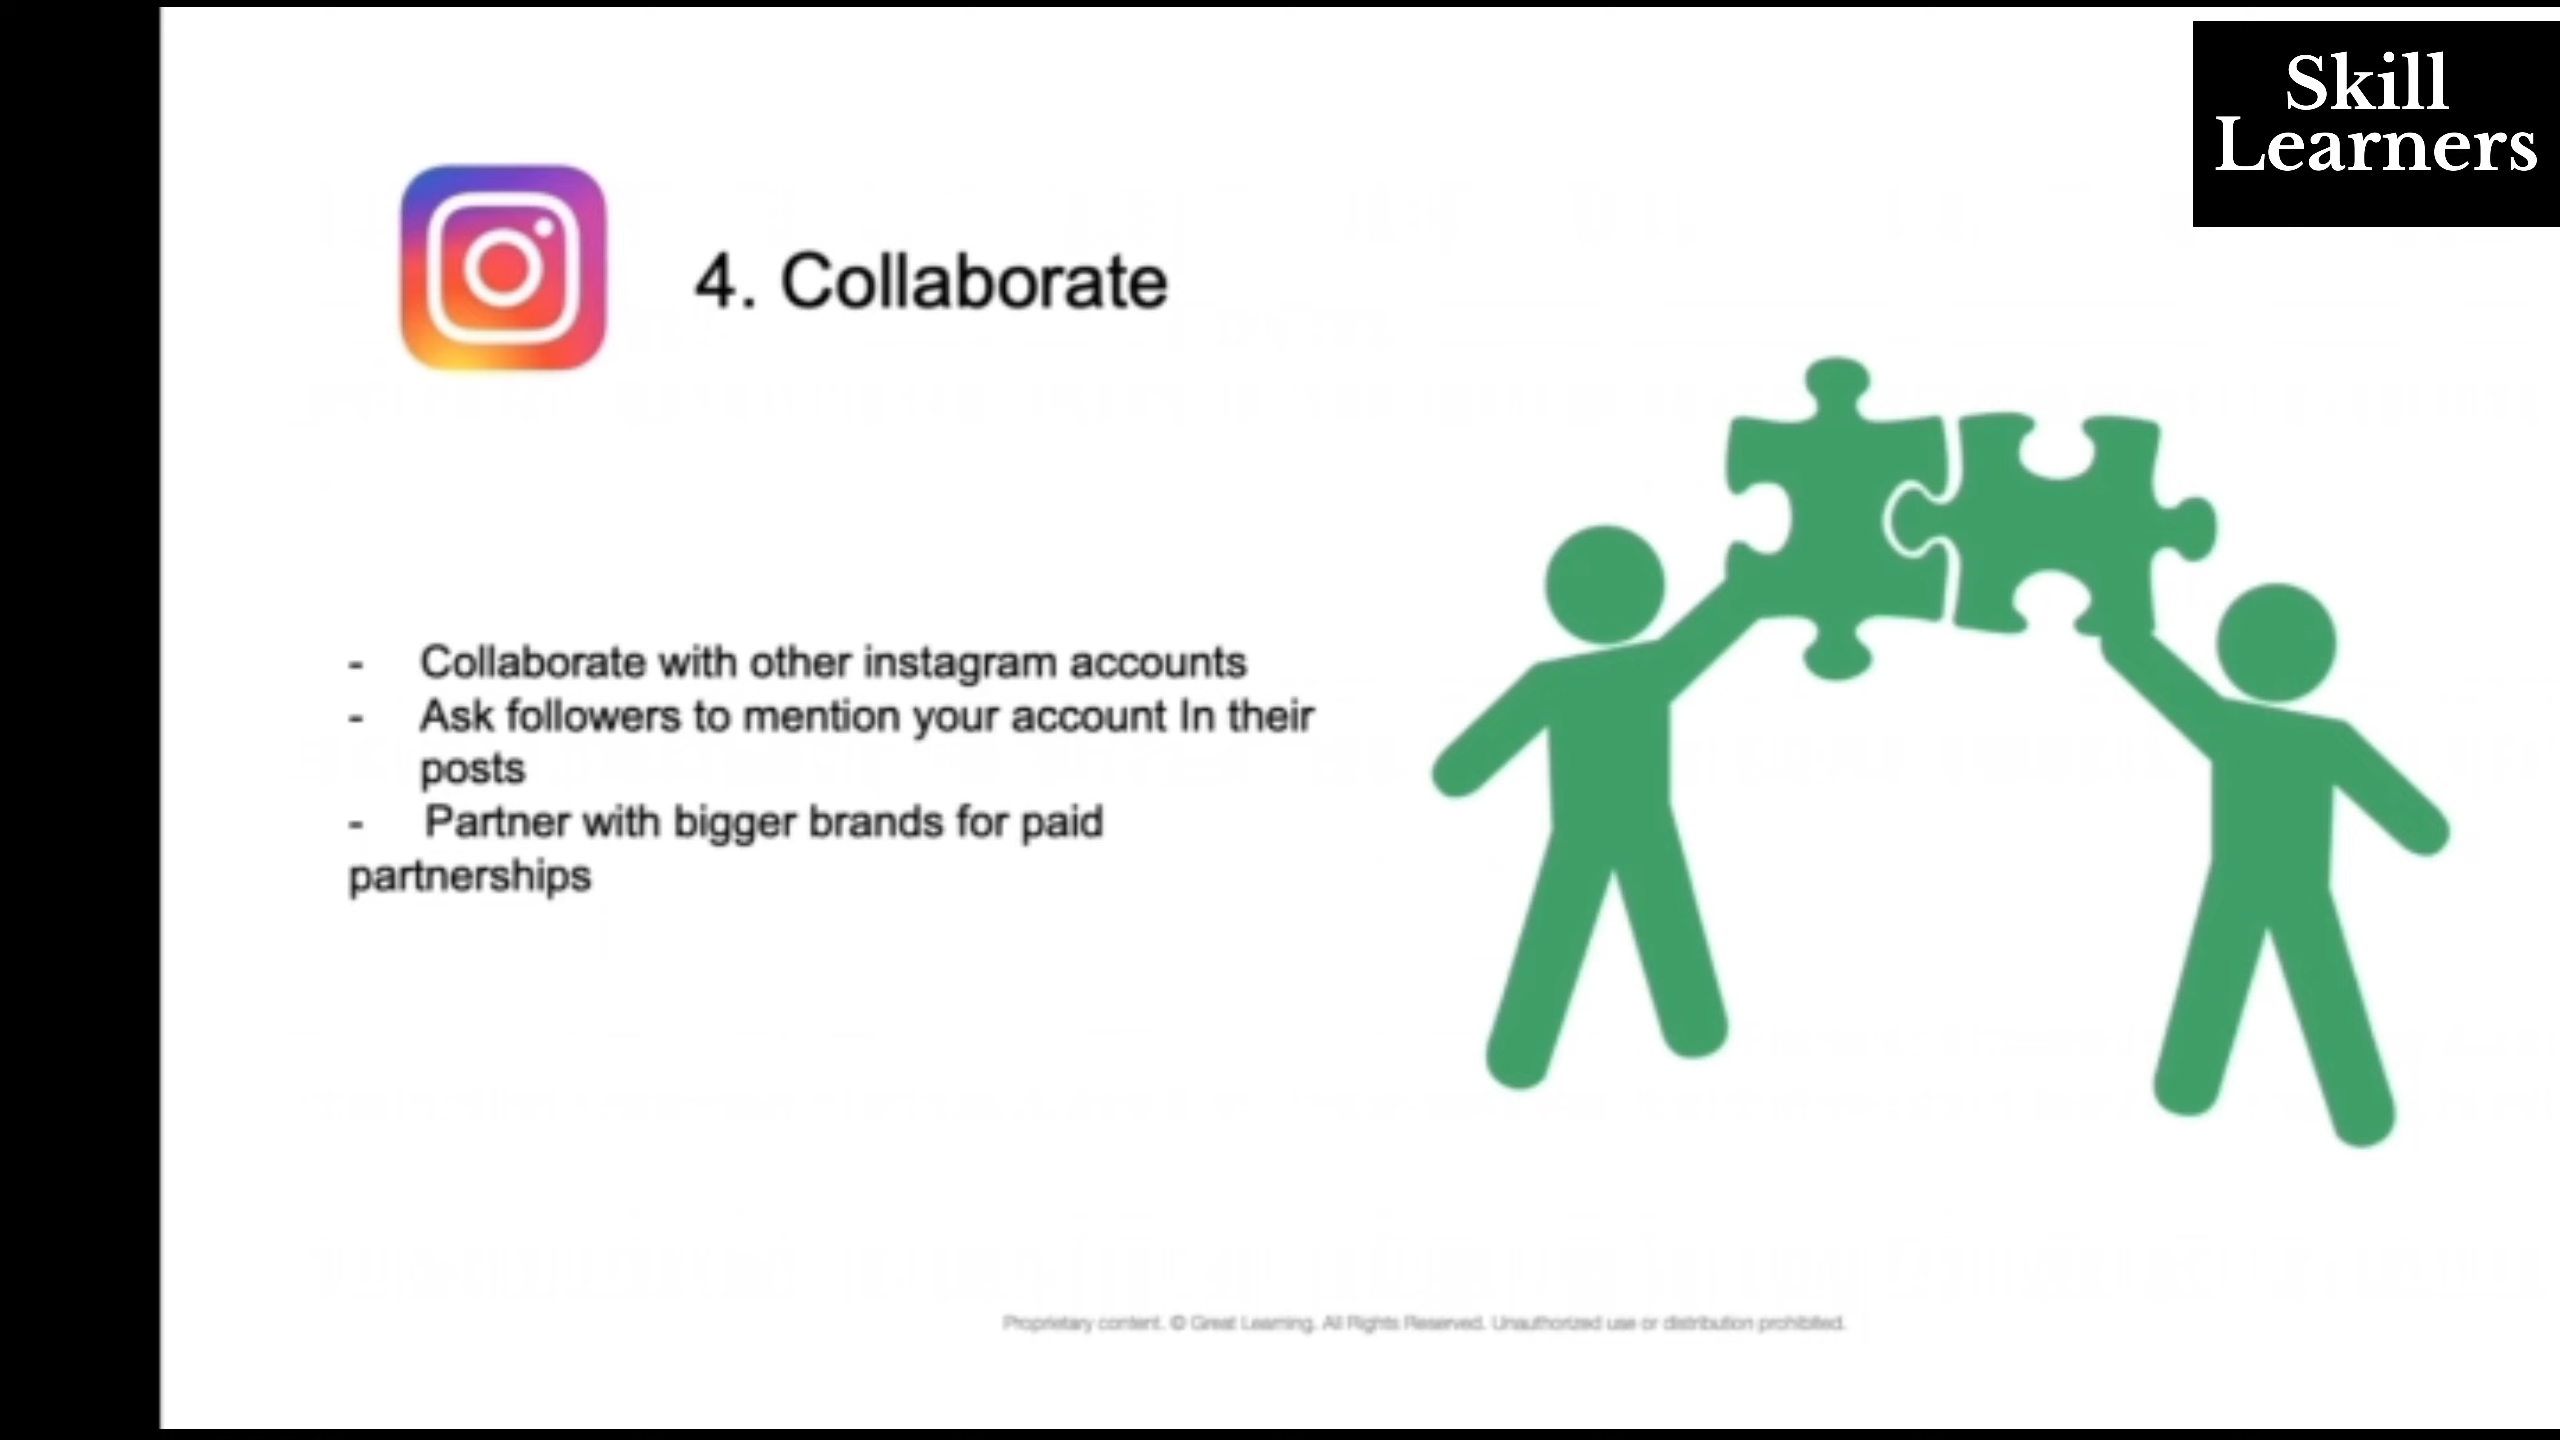 Skill
Learners
4. Collaborate
- Collaborate with other instagram accounts
- Ask followers to mention your account In their
posts
- Partner with bigger brands for paid
partnerships
Proprietary content. © Great Learning. All Rights Reserved. Unauthorized use or distribution prohibited.